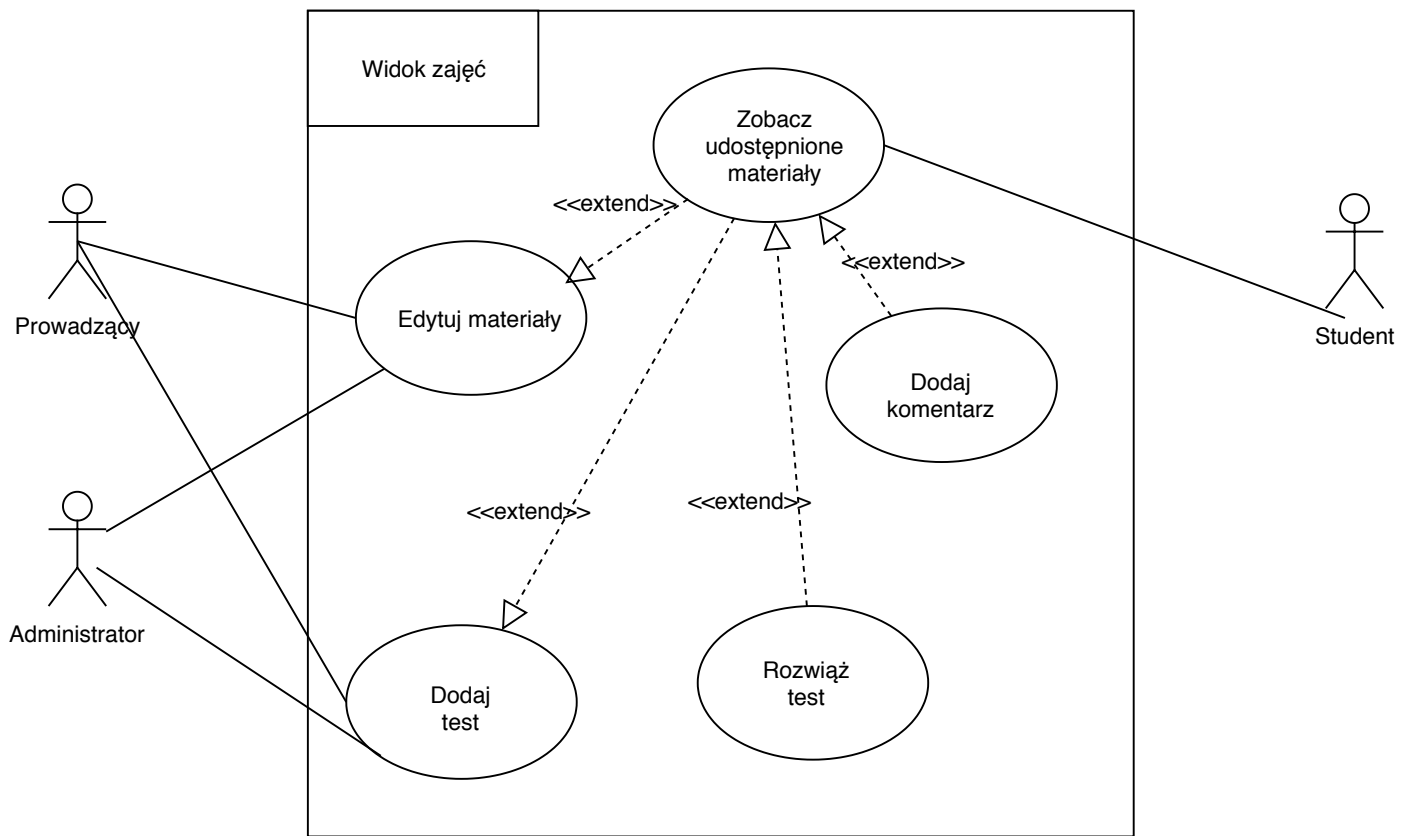 Widok zajęć
Zobacz
udostępnione
materiały
<<extend>>
<<extend>>
Edytuj materiały
Prowadzący
Student
Dodaj
komentarz
<<extend>>
<<extend>>
Administrator
Dodaj
test
Rozwiąż
test